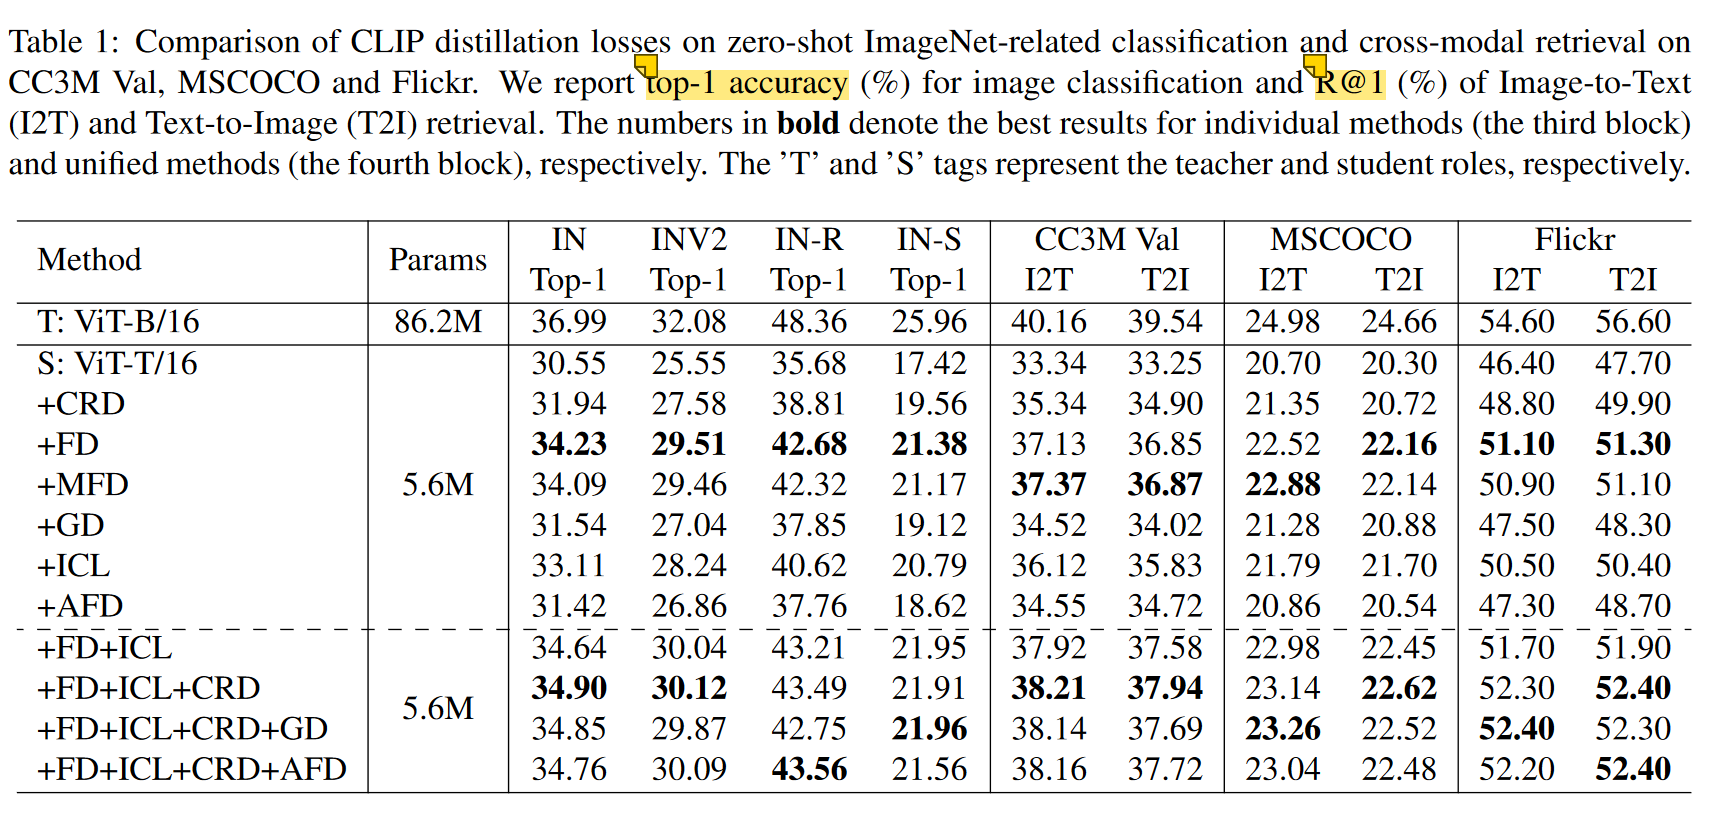 Table 1: Comparison of CLIP distillation losses on zero-shot ImageNet-related classification and cross-modal retrieval on
CC3M Val, MSCOCO and Flickr. We report top-1 accuracy (%) for image classification and R@1 (%) of Image-to-Text
(I2T) and Text-to-Image (T2I) retrieval. The numbers in bold denote the best results for individual methods (the third block)
and unified methods (the fourth block), respectively. The ’T’ and ’S’ tags represent the teacher and student roles, respectively.
Method Params IN INV2 IN-R IN-S CC3M Val MSCOCO Flickr
Top-1 Top-1 Top-1 Top-1 I2T T2I I2T T2I I2T T2I
T: ViT-B/16 86.2M 36.99 32.08 48.36 25.96 40.16 39.54 24.98 24.66 54.60 56.60
S: ViT-T/16 30.55 25.55 35.68 17.42 33.34 33.25 20.70 20.30 46.40 47.70
+CRD 31.94 27.58 38.81 19.56 35.34 34.90 21.35 20.72 48.80 49.90
+FD 34.23 29.51 42.68 21.38 37.13 36.85 22.52 22.16 51.10 51.30
+MFD 5.6M 34.09 29.46 42.32 21.17 37.37 36.87 22.88 22.14 50.90 51.10
+GD 31.54 27.04 37.85 19.12 34.52 34.02 21.28 20.88 47.50 48.30
+ICL 33.11 28.24 40.62 20.79 36.12 35.83 21.79 21.70 50.50 50.40
+AFD 31.42 26.86 37.76 18.62 34.55 34.72 20.86 20.54 47.30 48.70
+FD+ICL 34.64 30.04 43.21 21.95 37.92 37.58 22.98 22.45 51.70 51.90
+FD+ICL+CRD 5.6M 34.90 30.12 43.49 21.91 38.21 37.94 23.14 22.62 52.30 52.40
+FD+ICL+CRD+GD 34.85 29.87 42.75 21.96 38.14 37.69 23.26 22.52 52.40 52.30
+FD+ICL+CRD+AFD 34.76 30.09 43.56 21.56 38.16 37.72 23.04 22.48 52.20 52.40